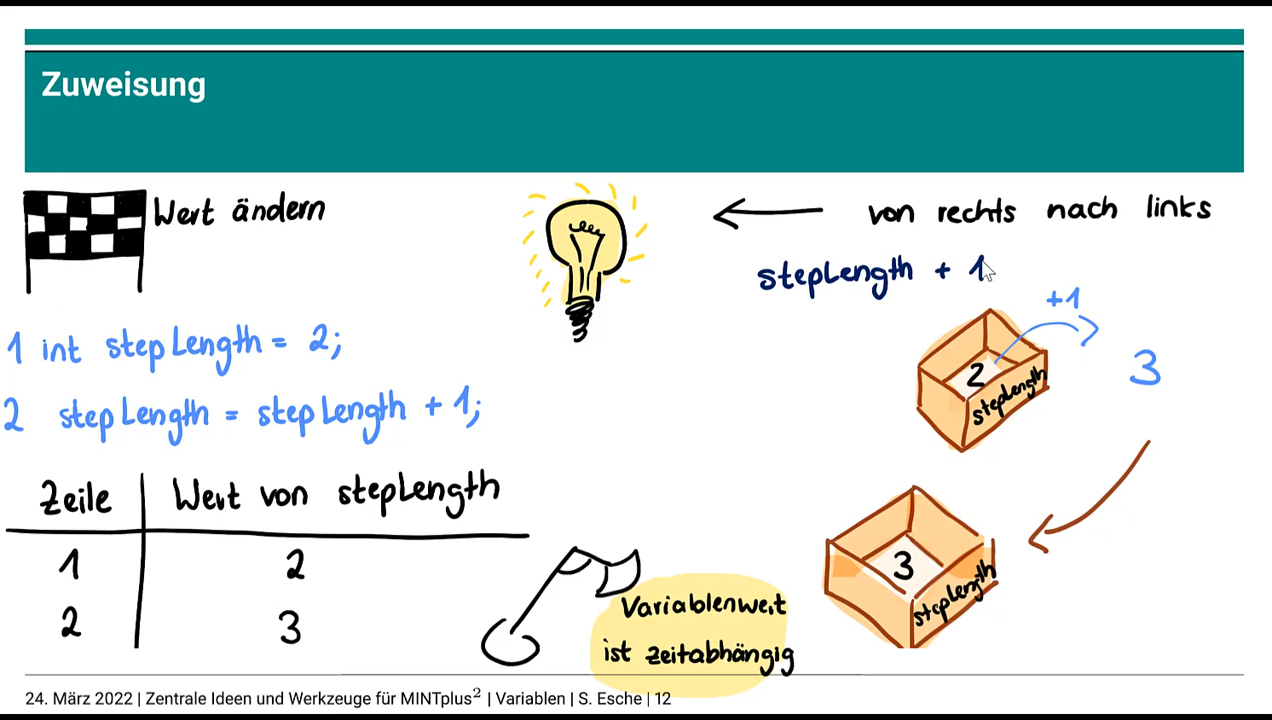 Zuweisung
Wert ändern
von rechts nach links
stepLength + 1
1 int stepLength = 2;
2 stepLength = stepLength + 1;
+1
2
stepLength
3
Zeile Wert von stepLength
1 2
2 3
3
stepLength
Variablenwert
ist zeitabhängig
24. März 2022 | Zentrale Ideen und Werkzeuge für MINTplus² | Variablen | S. Esche | 12